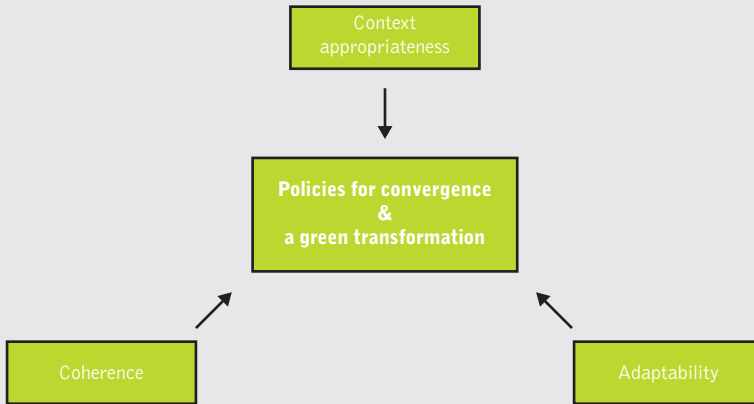 Context
appropriateness
Policies for convergence
&
a green transformation
Coherence
Adaptability